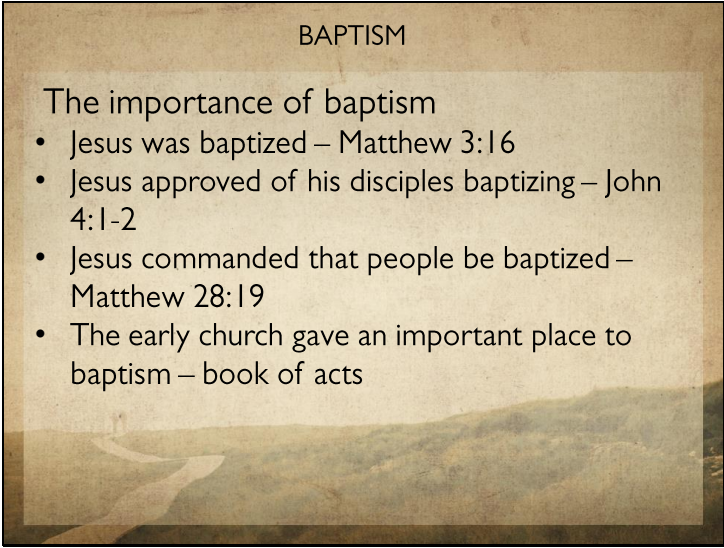 BAPTISM
The importance of baptism
• Jesus was baptized – Matthew 3:16
• Jesus approved of his disciples baptizing – John
4:1-2
• Jesus commanded that people be baptized –
Matthew 28:19
• The early church gave an important place to
baptism – book of acts